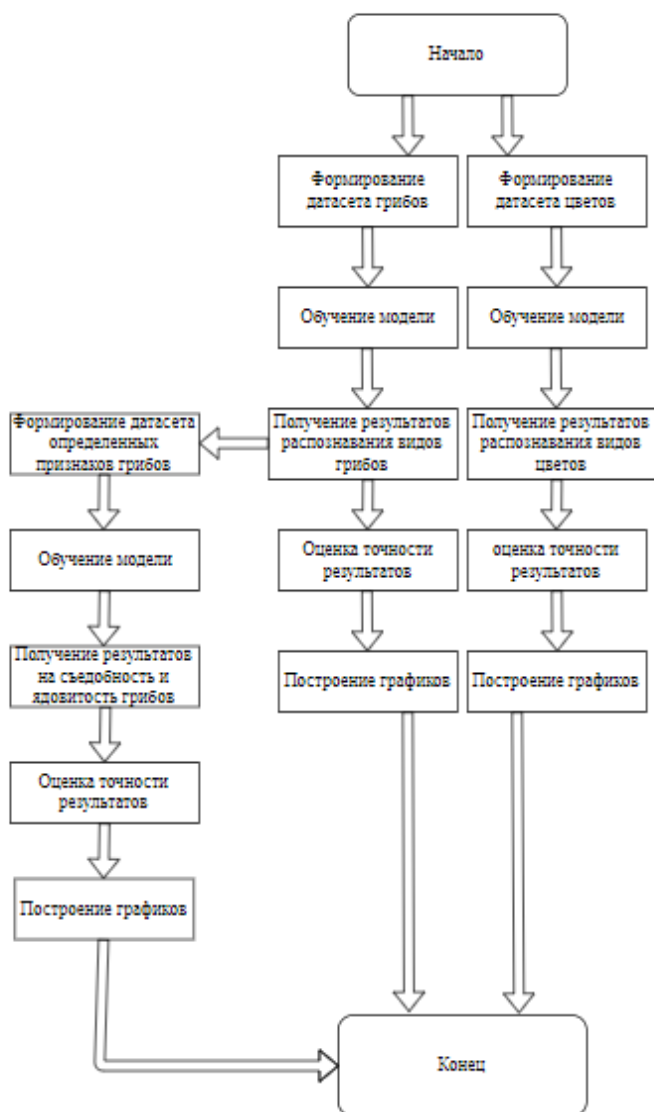 Начало
Формирование
датасета грибов
Формирование
датасета цветов
Обучение модели
Обучение модели
Формирование датасета
определенных
признаков грибов
Получение результатов
распознавания видов
грибов
Получение результатов
распознавания видов
цветов
Обучение модели
Оценка точности
результатов
оценка точности
результатов
Получение результатов
на съедобность и
ядовитость грибов
Построение графиков
Построение графиков
Оценка точности
результатов
Построение графиков
Конец